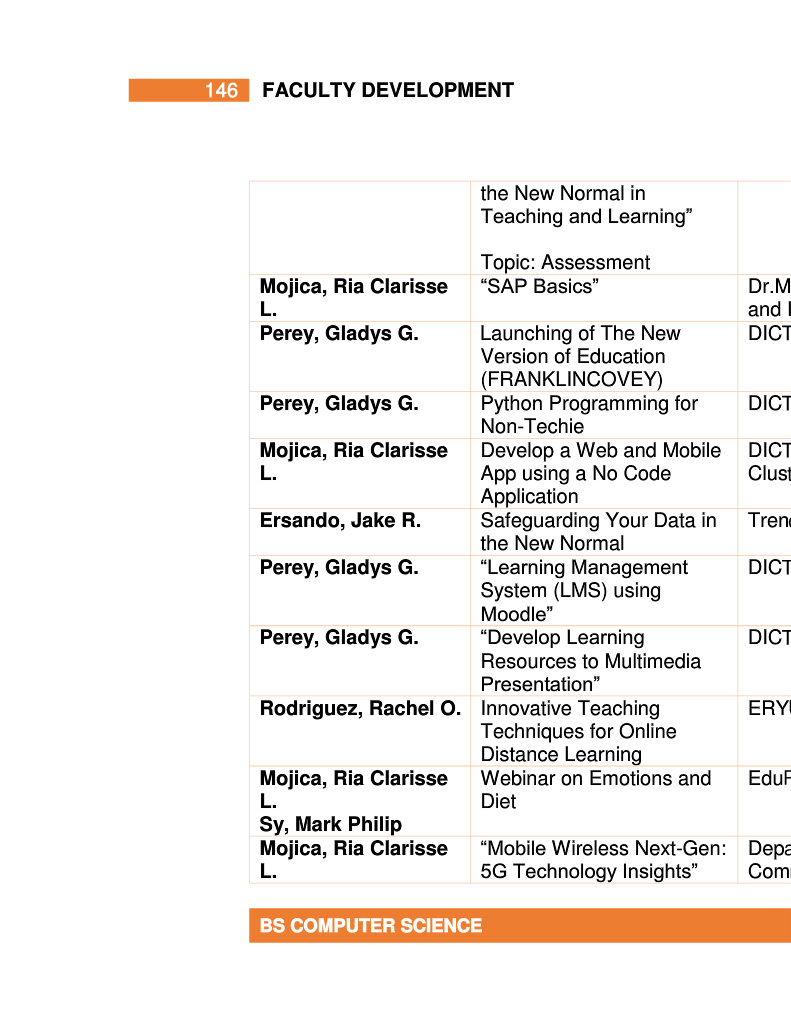 146 FACULTY DEVELOPMENT
the New Normal in
Teaching and Learning”
Topic: Assessment
Mojica, Ria Clarisse
L.
“SAP Basics”
Dr.M
and
Perey, Gladys G.
Launching of The New
Version of Education
(FRANKLINCOVEY)
DICT
Perey, Gladys G.
Python Programming for
Non-Techie
DICT
Mojica, Ria Clarisse
L.
Develop a Web and Mobile
App using a No Code
Application
DICT
Clust
Ersando, Jake R.
Safeguarding Your Data in
the New Normal
Tren
Perey, Gladys G.
“Learning Management
System (LMS) using
Moodle”
DICT
Perey, Gladys G.
“Develop Learning
Resources to Multimedia
Presentation”
DICT
Rodriguez, Rachel O.
Innovative Teaching
Techniques for Online
Distance Learning
ERY
Mojica, Ria Clarisse
L.
Sy, Mark Philip
Webinar on Emotions and
Diet
Edu
Mojica, Ria Clarisse
L.
“Mobile Wireless Next-Gen:
5G Technology Insights”
Depa
Com
BS COMPUTER SCIENCE